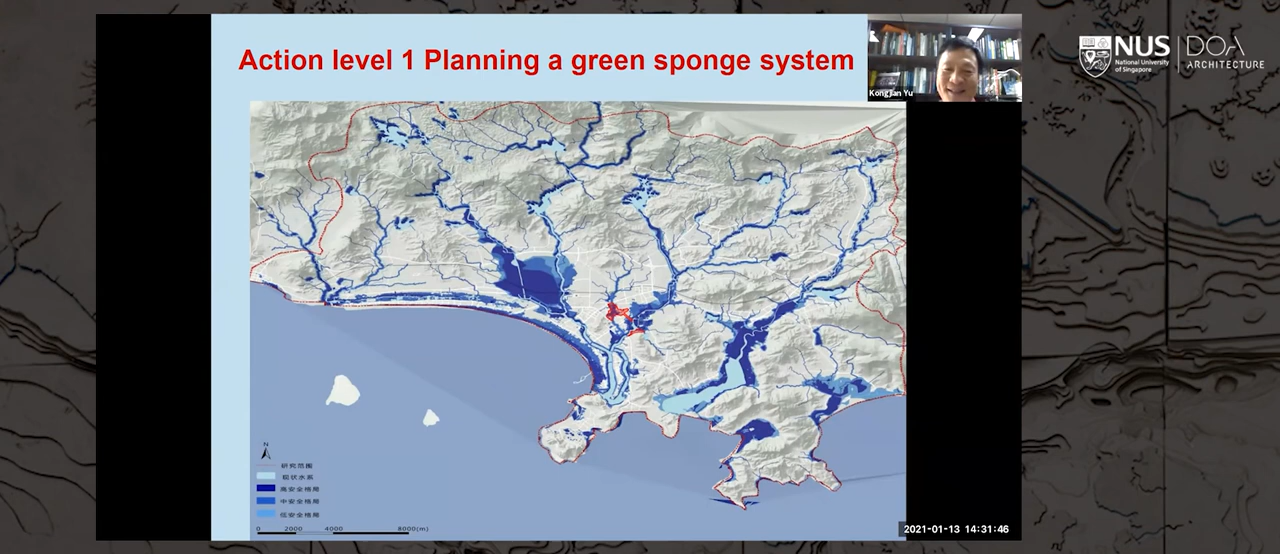 Action level 1 Planning a green sponge system
Kongjian Yu
NUS
National University
of Singapore
DOA
ARCHITECTURE
N
研究范围
现状水系
高安全格局
中安全格局
低安全格局
0 2000 4000 8000(m)
2021-01-13 14:31:46